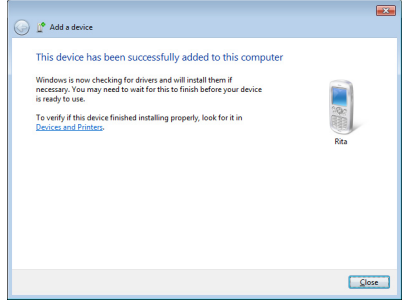 Add a device
This device has been successfully added to this computer
Windows is now checking for drivers and will install them if
necessary. You may need to wait for this to finish before your device
is ready to use.
To verify if this device finished installing properly, look for it in
Devices and Printers.
Rita
Close